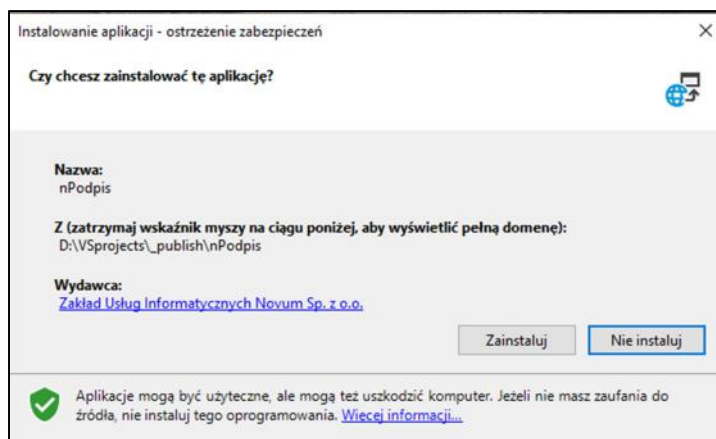 Instalowanie aplikacji - ostrzeżenie zabezpieczeń
Czy chcesz zainstalować tę aplikację?
Nazwa:
nPodpis
Z (zatrzymaj wskaźnik myszy na ciągu poniżej, aby wyświetlić pełną domenę):
D:\VSprojects\_publish\nPodpis
Wydawca:
Zakład Usług Informatycznych Novum Sp. z o.o.
Zainstaluj
Nie instaluj
Aplikacje mogą być użyteczne, ale mogą też uszkodzić komputer. Jeżeli nie masz zaufania do
źródła, nie instaluj tego oprogramowania. Więcej informacji...